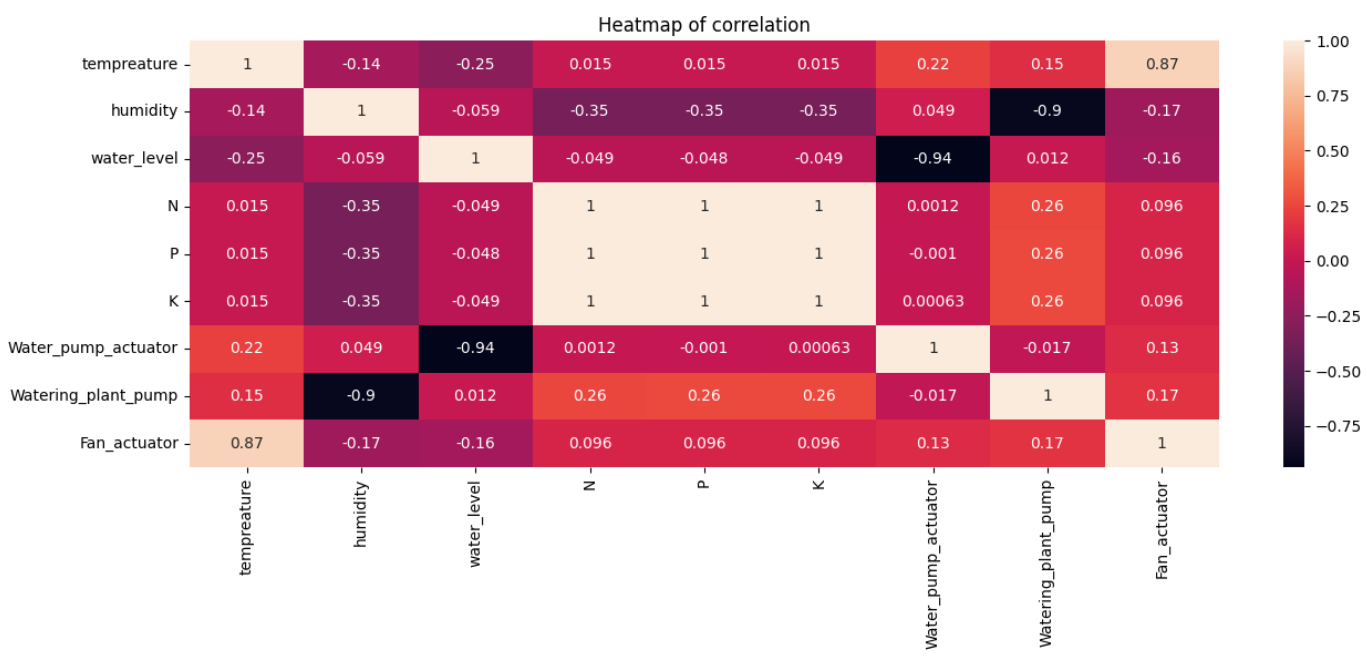 Heatmap of correlation
tempreature 1 -0.14 -0.25 0.015 0.015 0.015 0.22 0.15 0.87
humidity -0.14 1 -0.059 -0.35 -0.35 -0.35 0.049 -0.9 -0.17
water_level -0.25 -0.059 1 -0.049 -0.048 -0.049 -0.94 0.012 -0.16
N 0.015 -0.35 -0.049 1 1 1 0.0012 0.26 0.096
P 0.015 -0.35 -0.048 1 1 1 -0.001 0.26 0.096
K 0.015 -0.35 -0.049 1 1 1 0.00063 0.26 0.096
Water_pump_actuator 0.22 0.049 -0.94 0.0012 -0.001 0.00063 1 -0.017 0.13
Watering_plant_pump 0.15 -0.9 0.012 0.26 0.26 0.26 -0.017 1 0.17
Fan_actuator 0.87 -0.17 -0.16 0.096 0.096 0.096 0.13 0.17 1
tempreature
humidity
water_level
N
P
K
Water_pump_actuator
Watering_plant_pump
Fan_actuator
1.00
0.75
0.50
0.25
0.00
−0.25
−0.50
−0.75